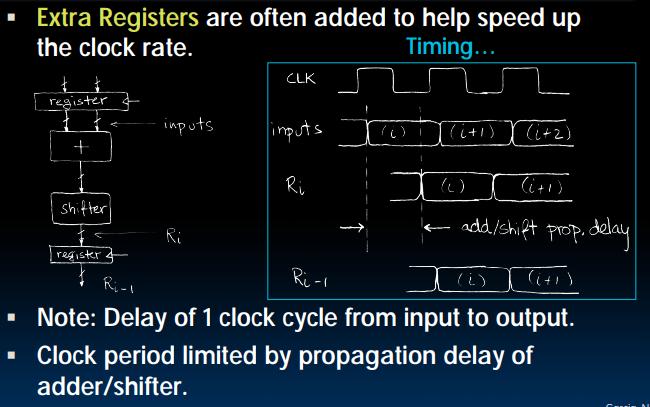 Extra Registers are often added to help speed up
the clock rate.
Timing…
CLK
register
inputs
+
shifter
Ri
register
Ri-1
inputs
(i)
(i+1)
(i+2)
Ri
(i)
(i+1)
add/shift prop. delay
Ri-1
(i)
(i+1)
Note: Delay of 1 clock cycle from input to output.
Clock period limited by propagation delay of
adder/shifter.